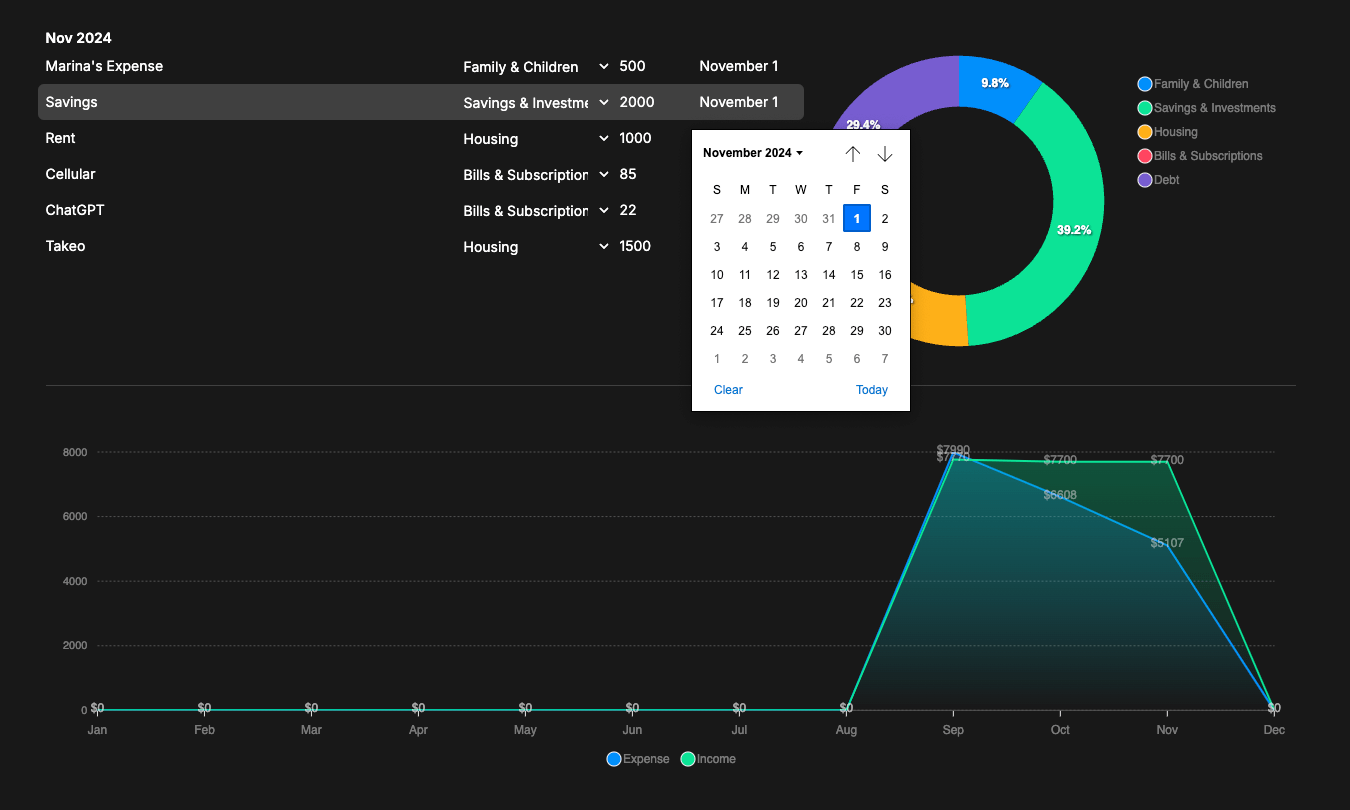 Nov 2024
Marina's Expense Family & Children 500 November 1
Savings Savings & Investme 2000 November 1
Rent Housing 1000
Cellular Bills & Subscription 85
ChatGPT Bills & Subscription 22
Takeo Housing 1500
9.8%
29.4%
39.2%
Family & Children
Savings & Investments
Housing
Bills & Subscriptions
Debt
November 2024
S M T W T F S
27 28 29 30 31 1 2
3 4 5 6 7 8 9
10 11 12 13 14 15 16
17 18 19 20 21 22 23
24 25 26 27 28 29 30
1 2 3 4 5 6 7
Clear Today
8000
6000
4000
2000
0
$7990
$7700
$7700
$6608
$5107
$0 $0 $0 $0 $0 $0 $0 $0 $0
Jan Feb Mar Apr May Jun Jul Aug Sep Oct Nov Dec
Expense Income